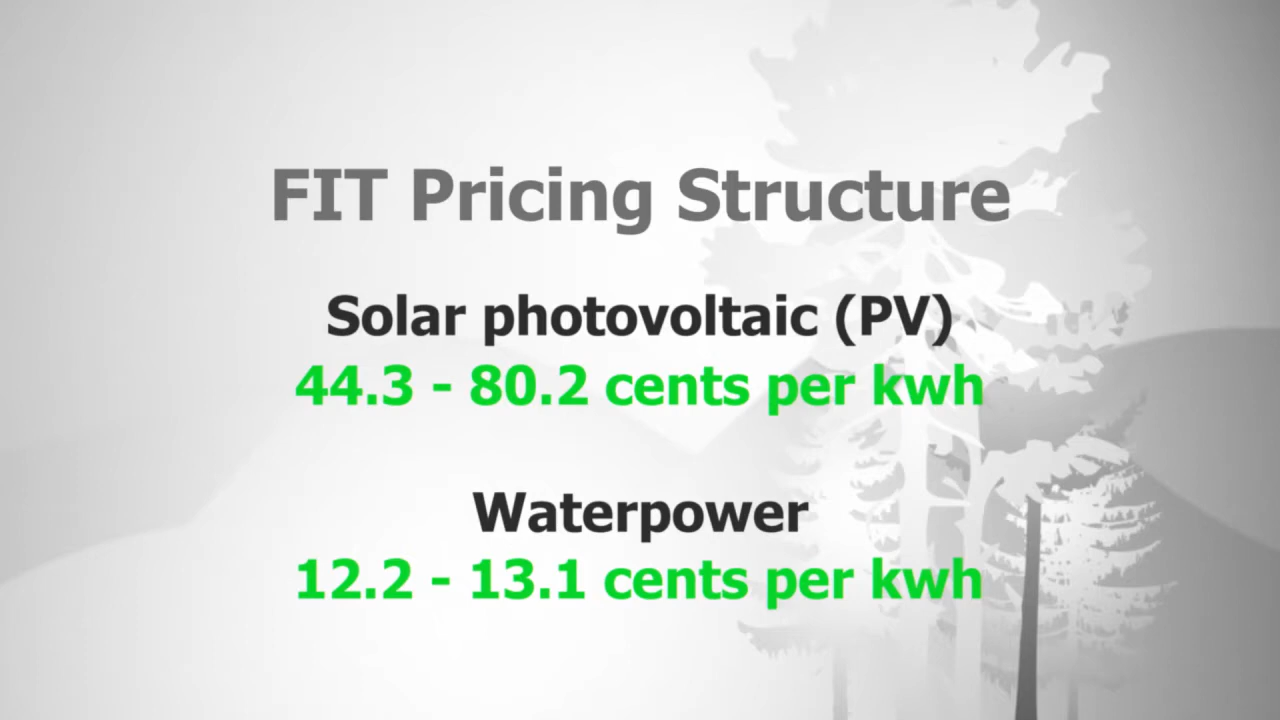 FIT Pricing Structure
Solar photovoltaic (PV)
44.3 - 80.2 cents per kwh
Waterpower
12.2 - 13.1 cents per kwh